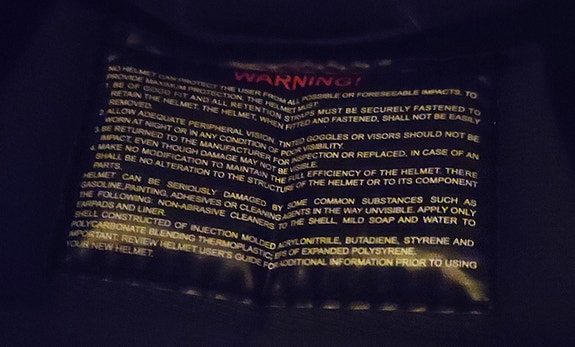 WARNING!
NO HELMET CAN PROTECT THE USER FROM ALL POSSIBLE OR FORESEEABLE IMPACTS, TO
PROVIDE MAXIMUM PROTECTION, THE HELMET MUST:
1. BE OF GOOD FIT AND ALL RETENTION STRAPS MUST BE SECURELY FASTENED TO
RETAIN THE HELMET. THE HELMET, WHEN FITTED AND FASTENED, SHALL NOT BE EASILY
REMOVED.
2. ALLOW ADEQUATE PERIPHERAL VISION, TINTED GOGGLES OR VISORS SHOULD NOT BE
WORN AT NIGHT OR IN ANY CONDITION OF POOR VISIBILITY.
3. BE RETURNED TO THE MANUFACTURER FOR INSPECTION OR REPLACED, IN CASE OF AN
IMPACT, EVEN THOUGH DAMAGE MAY NOT BE VISIBLE.
4. MAKE NO MODIFICATION TO MAINTAIN THE FULL EFFICIENCY OF THE HELMET, THERE
SHALL BE NO ALTERATION TO THE STRUCTURE OF THE HELMET OR TO ITS COMPONENT
PARTS.
HELMET CAN BE SERIOUSLY DAMAGED BY SOME COMMON SUBSTANCES SUCH AS
GASOLINE,PAINTING, ADHESIVES OR CLEANING AGENTS IN THE WAY UNVISIBLE. APPLY ONLY
THE FOLLOWING: NON-ABRASIVE CLEANERS TO THE SHELL, MILD SOAP AND WATER TO
EARPADS AND LINER.
SHELL CONSTRUCTED OF INJECTION MOLDED ACRYLONITRILE, BUTADIENE, STYRENE AND
POLYCARBONATE BLENDING THERMOPLASTIC; EPS OF EXPANDED POLYSYRENE.
IMPORTANT: REVIEW HELMET USER'S GUIDE FOR ADDITIONAL INFORMATION PRIOR TO USING
YOUR NEW HELMET.